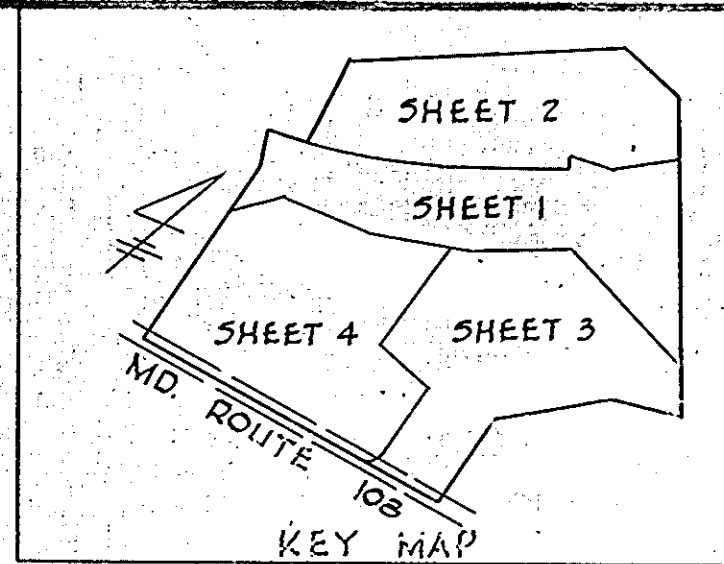 SHEET 2
SHEET 1
SHEET 4
SHEET 3
MD. ROUTE 108
KEY MAP